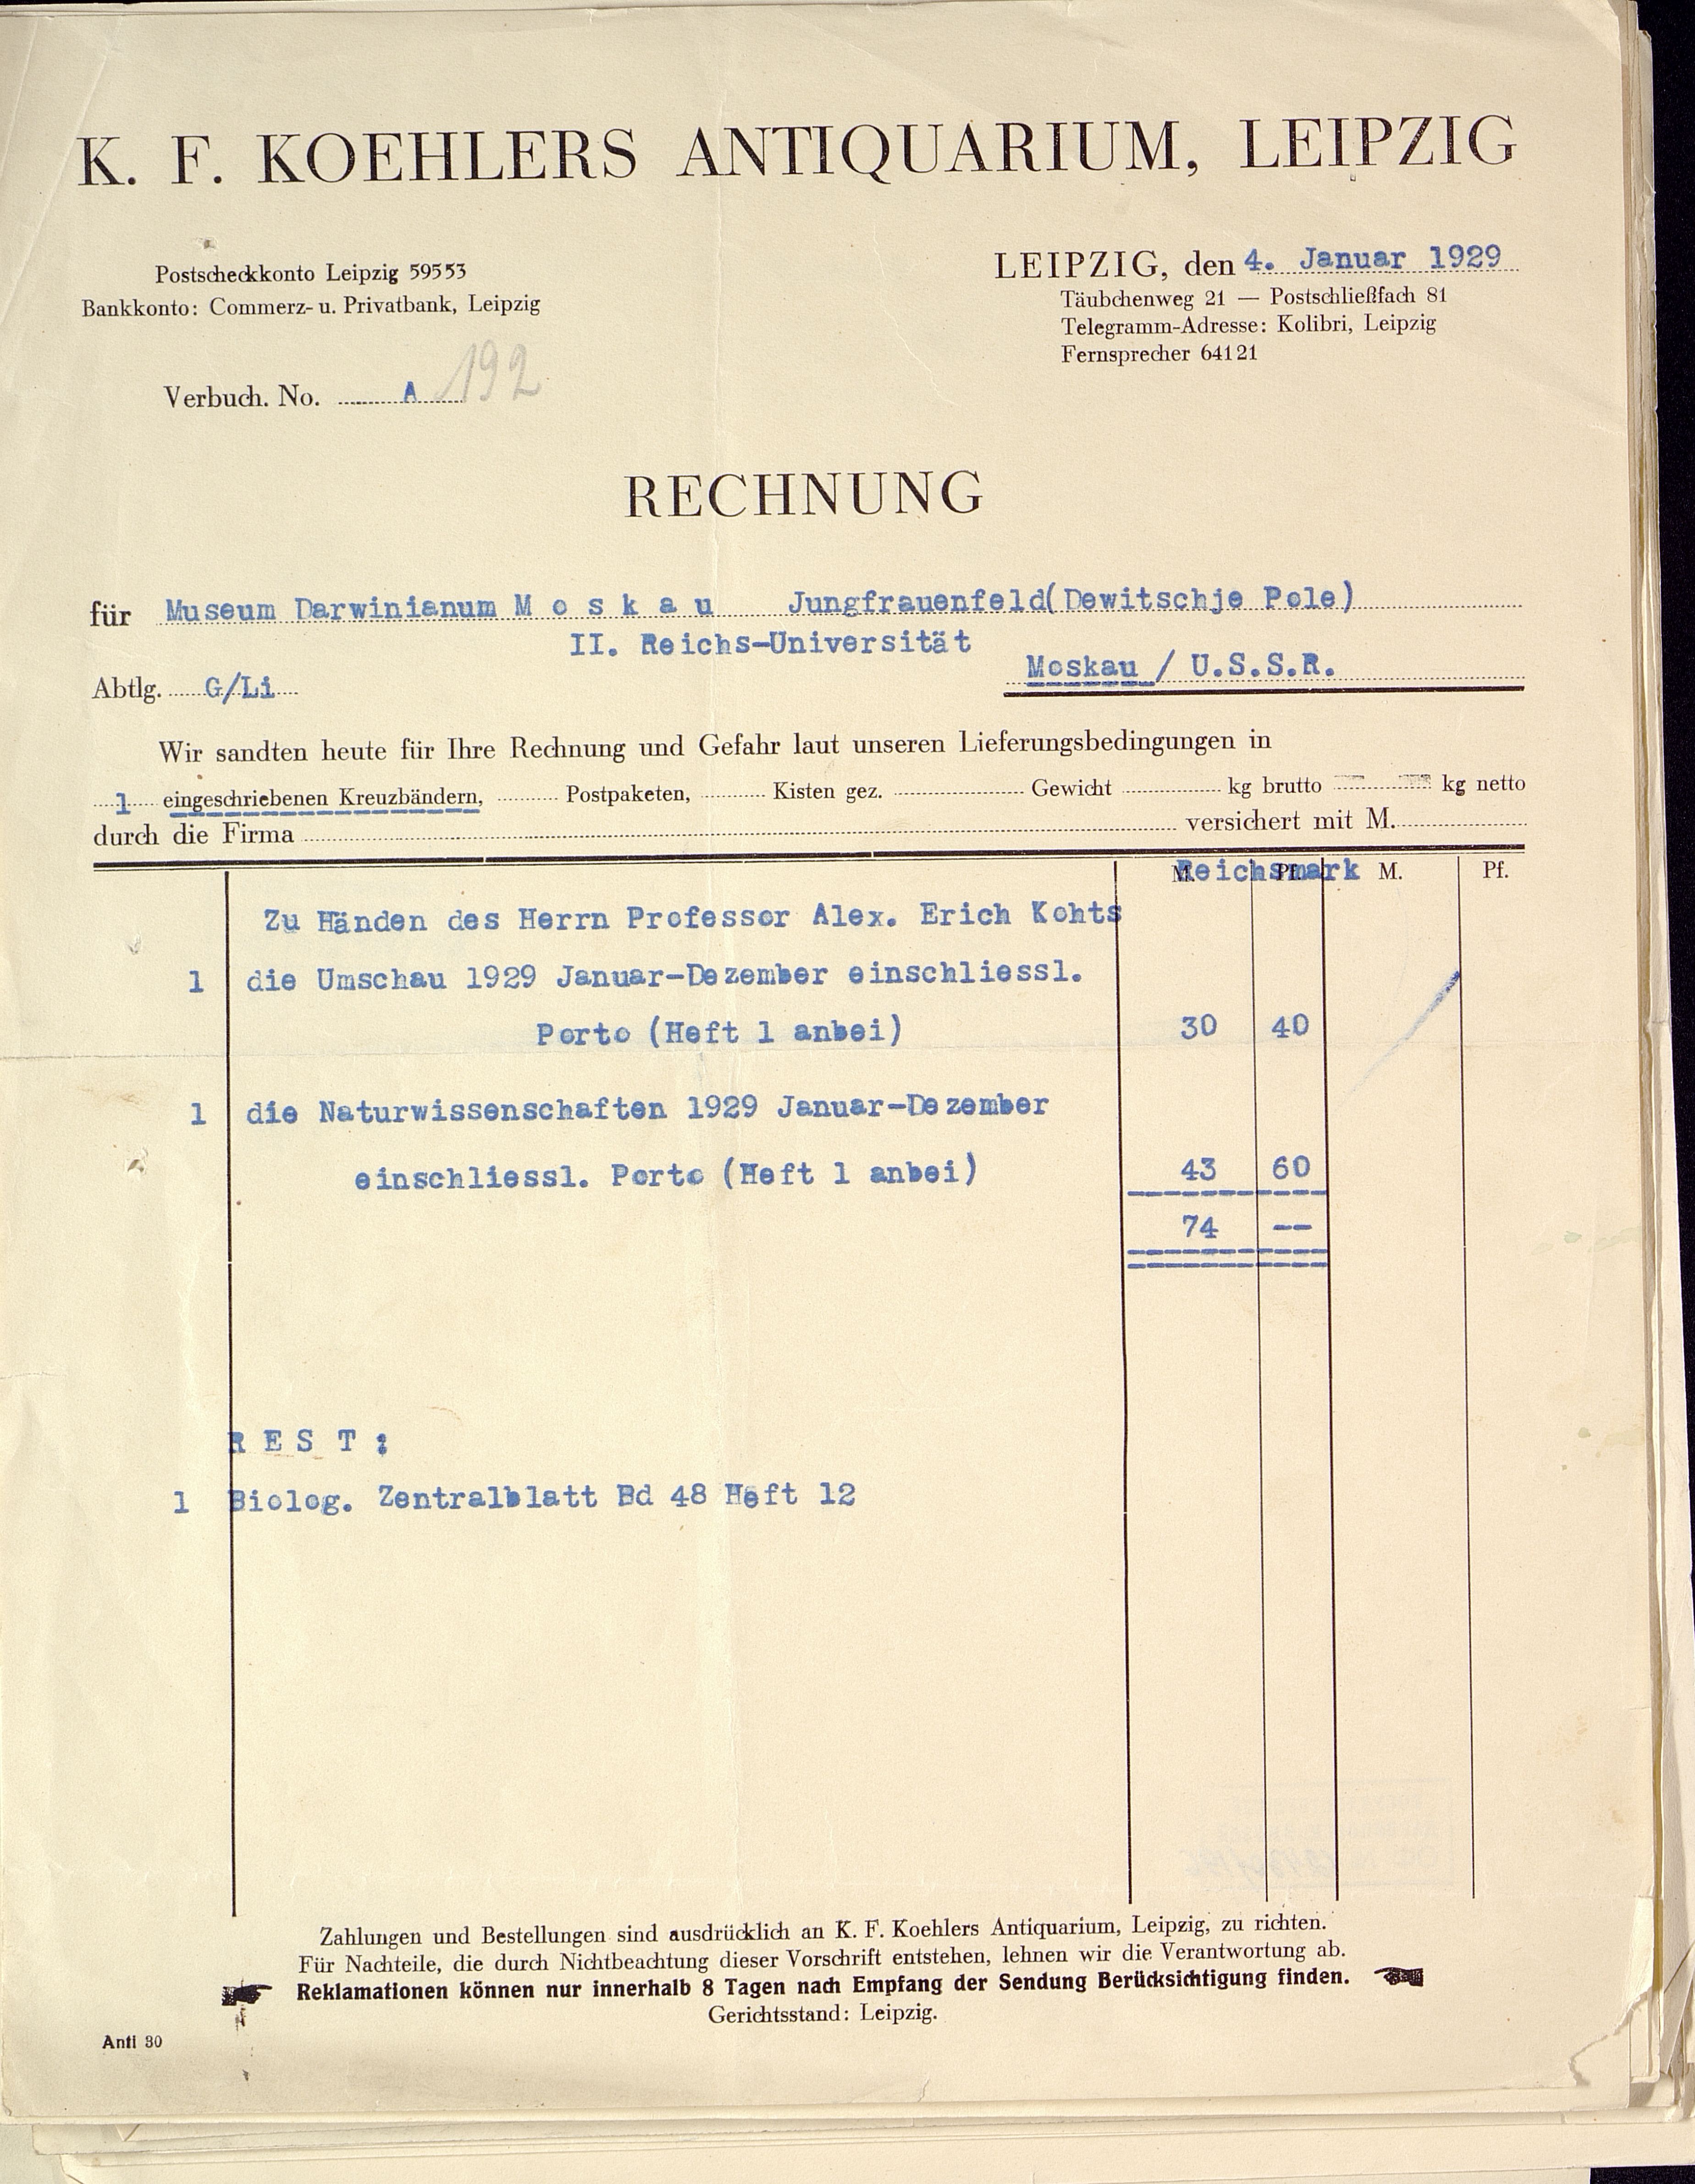 K. F. KOEHLERS ANTIQUARIUM, LEIPZIG
Postscheckkonto Leipzig 59553
Bankkonto: Commerz- u. Privatbank, Leipzig
LEIPZIG, den 4. Januar 1929
Täubchenweg 21 — Postschließfach 81
Telegramm-Adresse: Kolibri, Leipzig
Fernsprecher 64121
Verbuch. No. A 192
RECHNUNG
für Museum Darwinianum M o s k a u Jungfrauenfeld(Dewitschje Pole)
II. Reichs-Universität
Moskau / U.S.S.R.
Abtlg. G/Li
Wir sandten heute für Ihre Rechnung und Gefahr laut unseren Lieferungsbedingungen in
1 eingeschriebenen Kreuzbändern, Postpaketen, Kisten gez. Gewicht kg brutto kg netto
durch die Firma versichert mit M.
M. Pf. Reichsmark M. Pf.
Zu Händen des Herrn Professor Alex. Erich Kohts
1 die Umschau 1929 Januar-Dezember einschliessl.
Porto (Heft 1 anbei) 30 40
1 die Naturwissenschaften 1929 Januar-Dezember
einschliessl. Porto (Heft 1 anbei) 43 60
74 --
R E S T :
1 Biolog. Zentralblatt Bd 48 Heft 12
Zahlungen und Bestellungen sind ausdrücklich an K. F. Koehlers Antiquarium, Leipzig, zu richten.
Für Nachteile, die durch Nichtbeachtung dieser Vorschrift entstehen, lehnen wir die Verantwortung ab.
Reklamationen können nur innerhalb 8 Tagen nach Empfang der Sendung Berücksichtigung finden.
Gerichtsstand: Leipzig.
Anti 30